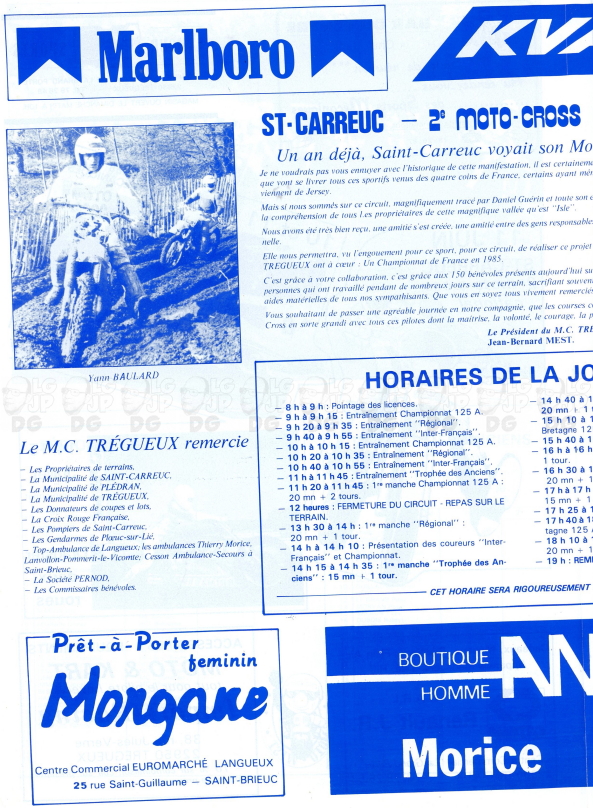 Marlboro
KVA
ST-CARREUC — 2e MOTO-CROSS
Un an déjà, Saint-Carreuc voyait son Mo
Je ne voudrais pas vous ennuyer avec l'historique de cette manifestation, il est certaineme
que vont se livrer tous ces sportifs venus des quatre coins de France, certains ayant mêm
viennent de Jersey.
Mais si nous sommes sur ce circuit, magnifiquement tracé par Daniel Guérin et toute son é
la compréhension de tous les propriétaires de cette magnifique vallée qu'est "Isle".
Nous avons été très bien reçu, une amitié s'est créée, une amitié entre des gens responsables
nelle.
Elle nous permettra, vu l'engouement pour ce sport, pour ce circuit, de réaliser ce projet
TREGUEUX ont à cœur : Un Championnat de France en 1985.
C'est grâce à votre collaboration, c'est grâce aux 150 bénévoles présents aujourd'hui su
personnes qui ont travaillé pendant de nombreux jours sur ce terrain, sacrifiant souvent
aides matérielles de tous nos sympathisants. Que vous en soyez tous vivement remercier
Vous souhaitant de passer une agréable journée en notre compagnie, que les courses c
Cross en sorte grandi avec tous ces pilotes dont la maîtrise, la volonté, le courage, la p
Le Président du M.C. TRE
Jean-Bernard MEST.
Yann BAULARD
Le M.C. TRÉGUEUX remercie
— Les Propriétaires de terrains,
— La Municipalité de SAINT-CARREUC,
— La Municipalité de PLÉDRAN,
— La Municipalité de TRÉGUEUX,
— Les Donnateurs de coupes et lots,
— La Croix Rouge Française,
— Les Pompiers de Saint-Carreuc,
— Les Gendarmes de Plœuc-sur-Lié,
— Top-Ambulance de Langueux; les ambulances Thierry Morice,
Lanvollon-Pommerit-le-Vicomte; Cesson Ambulance-Secours à
Saint-Brieuc,
— La Société PERNOD,
— Les Commissaires bénévoles.
HORAIRES DE LA JO
— 8 h à 9 h : Pointage des licences.
— 9 h à 9 h 15 : Entraînement Championnat 125 A.
— 9 h 20 à 9 h 35 : Entraînement "Régional".
— 9 h 40 à 9 h 55 : Entraînement "Inter-Français".
— 10 h à 10 h 15 : Entraînement Championnat 125 A.
— 10 h 20 à 10 h 35 : Entraînement "Régional".
— 10 h 40 à 10 h 55 : Entraînement "Inter-Français".
— 11 h à 11 h 45 : Entraînement "Trophée des Anciens".
— 11 h 20 à 11 h 45 : 1re manche Championnat 125 A :
20 mn + 2 tours.
— 12 heures : FERMETURE DU CIRCUIT - REPAS SUR LE
TERRAIN.
— 13 h 30 à 14 h : 1re manche "Régional" :
20 mn + 1 tour.
— 14 h à 14 h 10 : Présentation des coureurs "Inter-
Français" et Championnat.
— 14 h 15 à 14 h 35 : 1re manche "Trophée des An-
ciens" : 15 mn + 1 tour.
— 14 h 40 à 1
20 mn + 1
— 15 h 10 à 1
Bretagne 12
— 15 h 40 à 1
— 16 h à 16 h
1 tour.
— 16 h 30 à 1
20 mn + 1
— 17 h à 17 h
15 mn + 1
— 17 h 25 à 1
— 17 h 40 à 18
tagne 125 A
— 18 h 10 à 1
20 mn + 1
— 19 h : REMI
— CET HORAIRE SERA RIGOUREUSEMENT
Prêt-à-Porter
feminin
Morgane
Centre Commercial EUROMARCHÉ LANGUEUX
25 rue Saint-Guillaume — SAINT-BRIEUC
BOUTIQUE
HOMME
AN
Morice